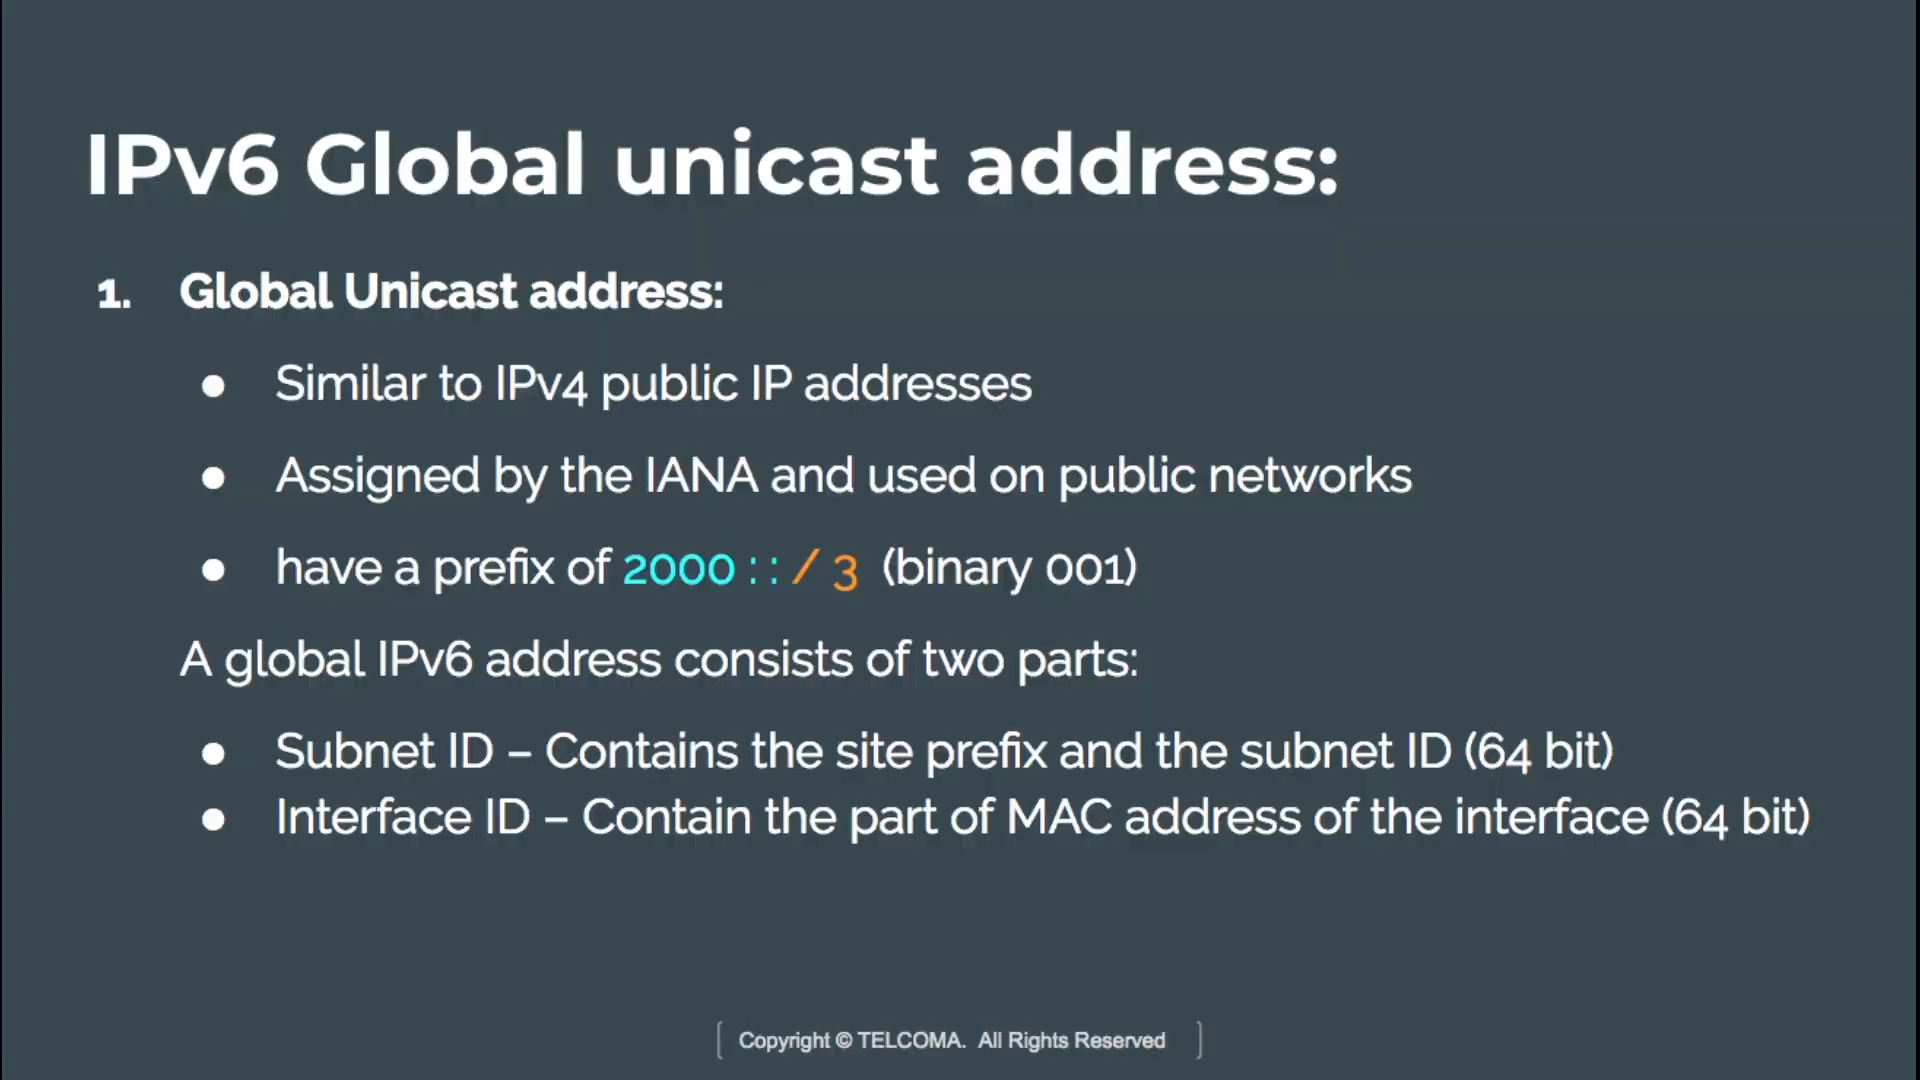 IPv6 Global unicast address:
1. Global Unicast address:
● Similar to IPv4 public IP addresses
● Assigned by the IANA and used on public networks
● have a prefix of 2000::/3 (binary 001)
A global IPv6 address consists of two parts:
● Subnet ID – Contains the site prefix and the subnet ID (64 bit)
● Interface ID – Contain the part of MAC address of the interface (64 bit)
Copyright © TELCOMA. All Rights Reserved